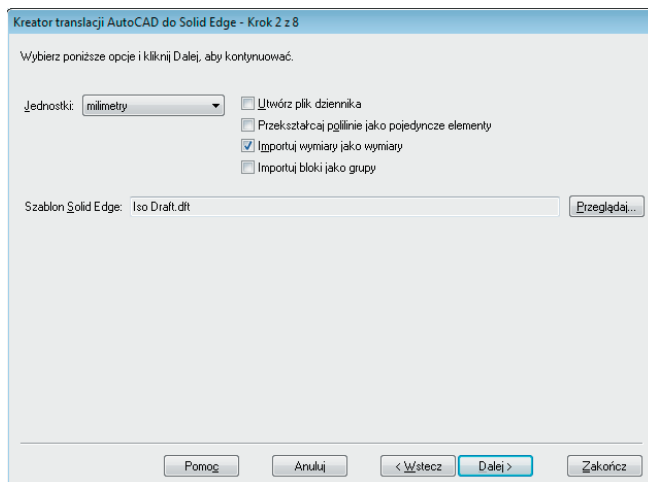 Kreator translacji AutoCAD do Solid Edge - Krok 2 z 8
Wybierz poniższe opcje i kliknij Dalej, aby kontynuować.
Jednostki: milimetry
Utwórz plik dziennika
Przekształcaj polilinie jako pojedyncze elementy
Importuj wymiary jako wymiary
Importuj bloki jako grupy
Szablon Solid Edge: Iso Draft.dft Przeglądaj...
Pomoc Anuluj < Wstecz Dalej > Zakończ